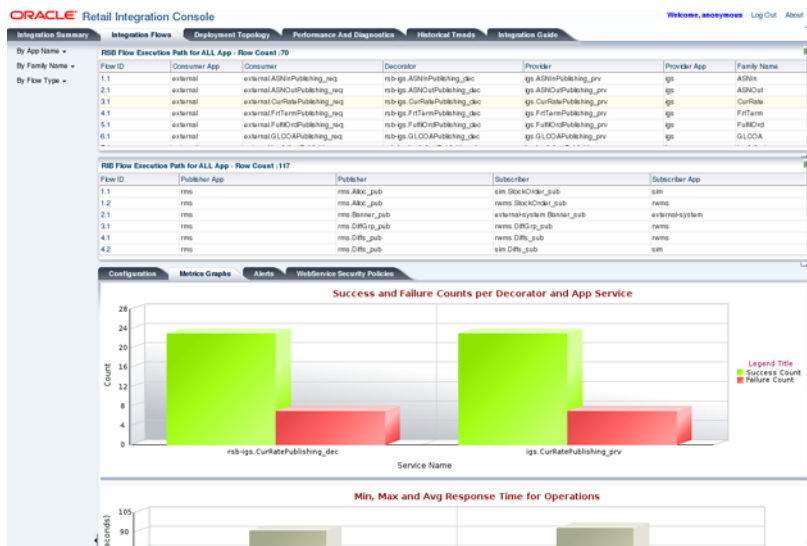 ORACLE Retail Integration Console
Welcome, anonymous Log Out About
Integration Summary Integration Flows Deployment Topology Performance And Diagnostics Historical Trends Integration Guide
By App Name
By Family Name
By Flow Type
RSB Flow Execution Path for ALL App - Row Count :70
Flow ID Consumer App Consumer Decorator Provider Provider App Family Name
1.1 external external.ASNInPublishing_req rsb-igs.ASNInPublishing_dec igs.ASNInPublishing_prv igs ASNIn
2.1 external external.ASNOutPublishing_req rsb-igs.ASNOutPublishing_dec igs.ASNOutPublishing_prv igs ASNOut
3.1 external external.CurRatePublishing_req rsb-igs.CurRatePublishing_dec igs.CurRatePublishing_prv igs CurRate
4.1 external external.FrtTermPublishing_req rsb-igs.FrtTermPublishing_dec igs.FrtTermPublishing_prv igs FrtTerm
5.1 external external.FulfilOrdPublishing_req rsb-igs.FulfilOrdPublishing_dec igs.FulfilOrdPublishing_prv igs FulfilOrd
6.1 external external.GLCOAPublishing_req rsb-igs.GLCOAPublishing_dec igs.GLCOAPublishing_prv igs GLCOA
RIB Flow Execution Path for ALL App - Row Count :117
Flow ID Publisher App Publisher Subscriber Subscriber App
1.1 rms rms.Alloc_pub sim.StockOrder_sub sim
1.2 rms rms.Alloc_pub rwms.StockOrder_sub rwms
2.1 rms rms.Banner_pub external-system.Banner_sub external-system
3.1 rms rms.DiffGrp_pub rwms.DiffGrp_sub rwms
4.1 rms rms.Diffs_pub rwms.Diffs_sub rwms
4.2 rms rms.Diffs_pub sim.Diffs_sub sim
Configuration Metrics Graphs Alerts WebService Security Policies
Success and Failure Counts per Decorator and App Service
28
24
20
16
12
8
4
0
Count
rsb-igs.CurRatePublishing_dec igs.CurRatePublishing_prv
Service Name
Legend Title
Success Count
Failure Count
Min, Max and Avg Response Time for Operations
105
90